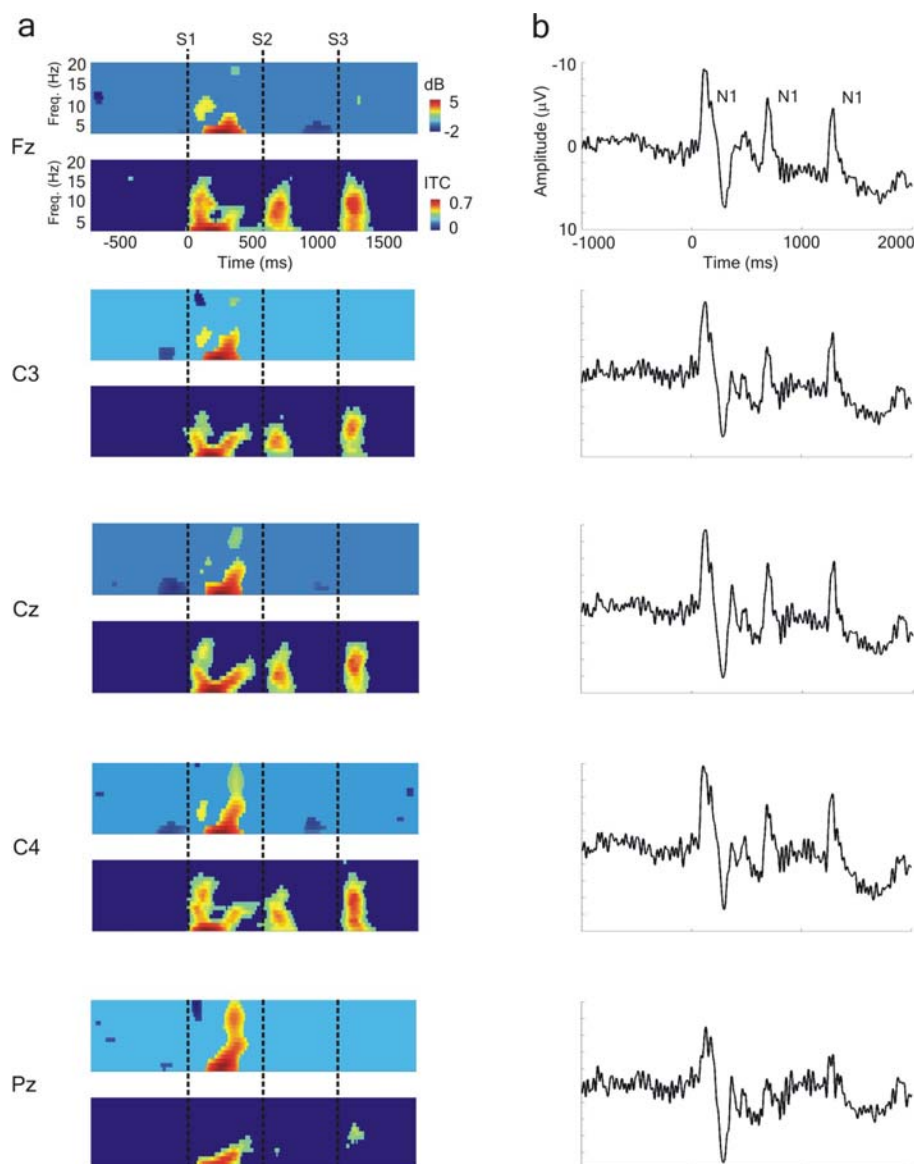 a
b
S1 S2 S3
20
15
10
5
Freq. (Hz)
dB
5
-2
Fz
20
15
10
5
Freq. (Hz)
ITC
0.7
0
-500 0 500 1000 1500
Time (ms)
-10
0
10
Amplitude (µV)
N1 N1 N1
-1000 0 1000 2000
Time (ms)
C3
Cz
C4
Pz